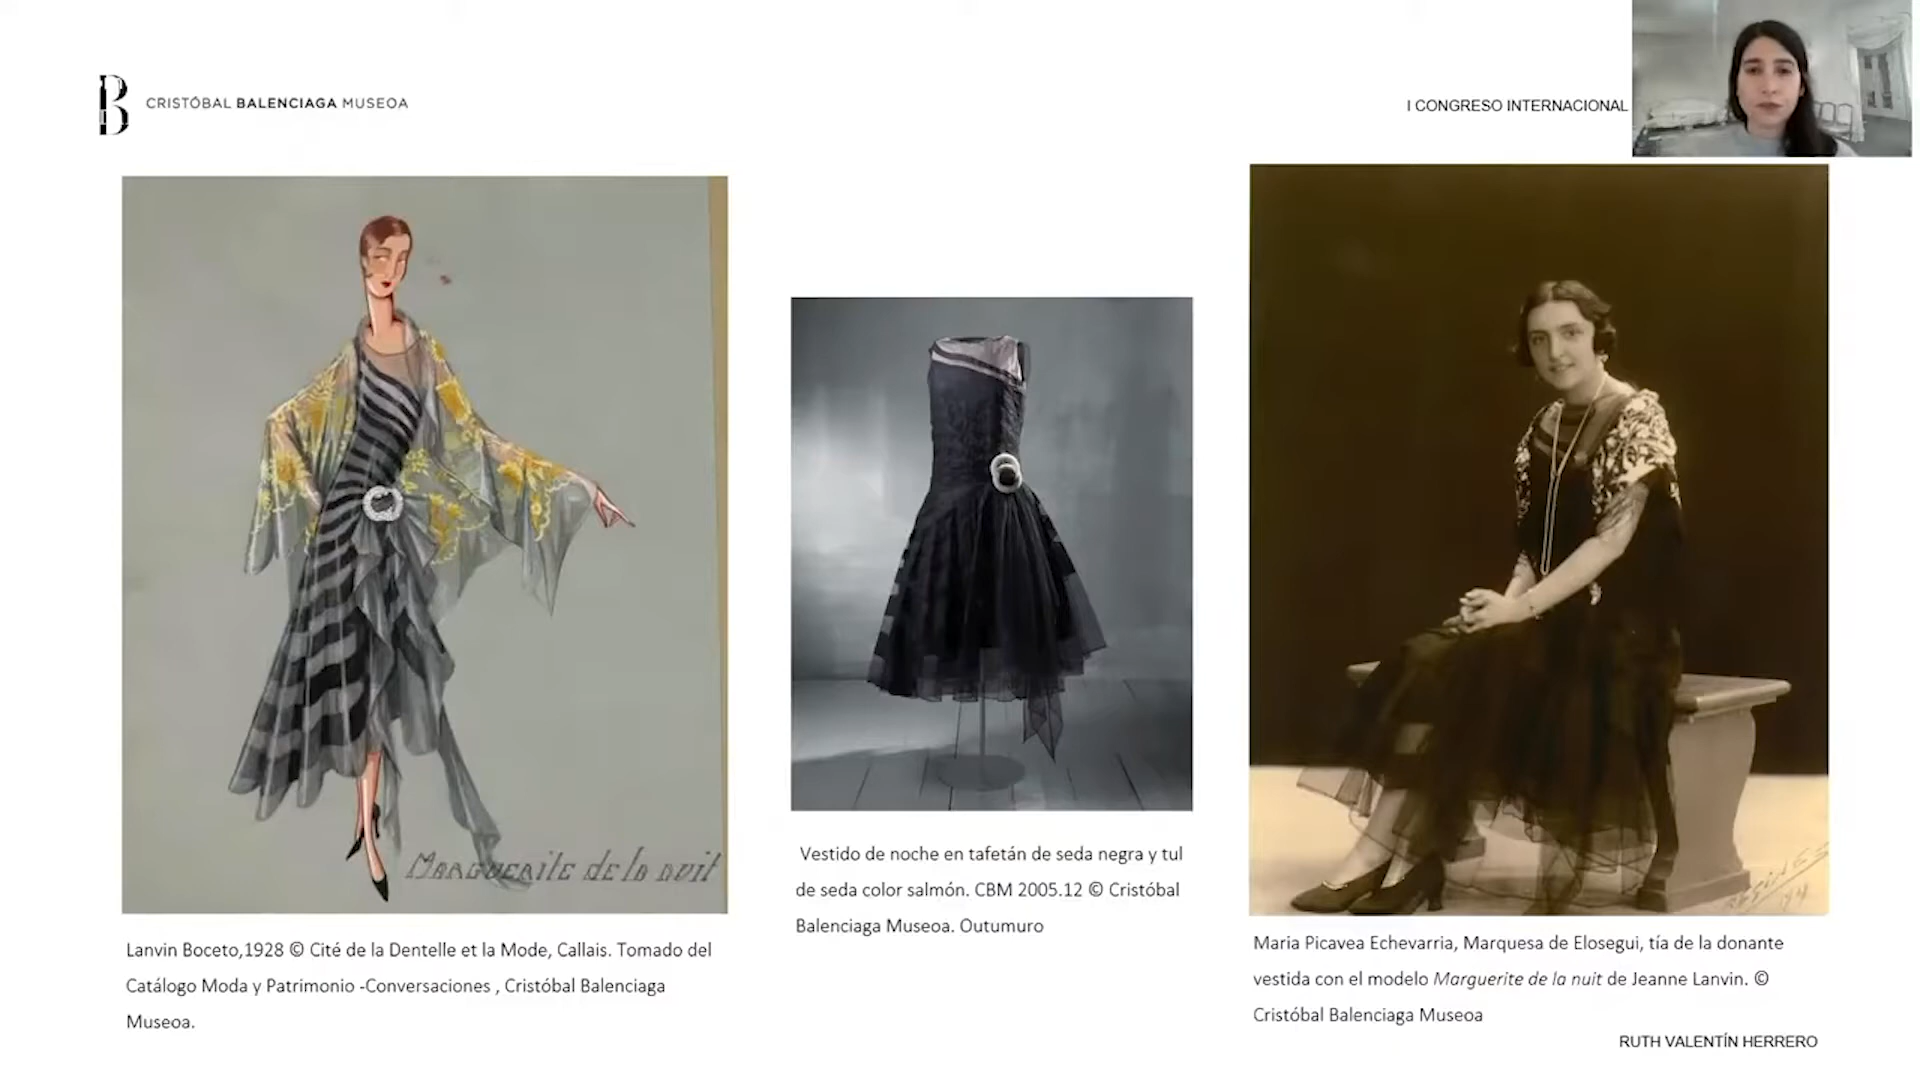 B
CRISTÓBAL BALENCIAGA MUSEOA
I CONGRESO INTERNACIONAL
Marguerite de la nuit
Lanvin Boceto,1928 © Cité de la Dentelle et la Mode, Callais. Tomado del
Catálogo Moda y Patrimonio -Conversaciones , Cristóbal Balenciaga
Museoa.
Vestido de noche en tafetán de seda negra y tul
de seda color salmón. CBM 2005.12 © Cristóbal
Balenciaga Museoa. Outumuro
Maria Picavea Echevarria, Marquesa de Elosegui, tía de la donante
vestida con el modelo Marguerite de la nuit de Jeanne Lanvin. ©
Cristóbal Balenciaga Museoa
RUTH VALENTÍN HERRERO